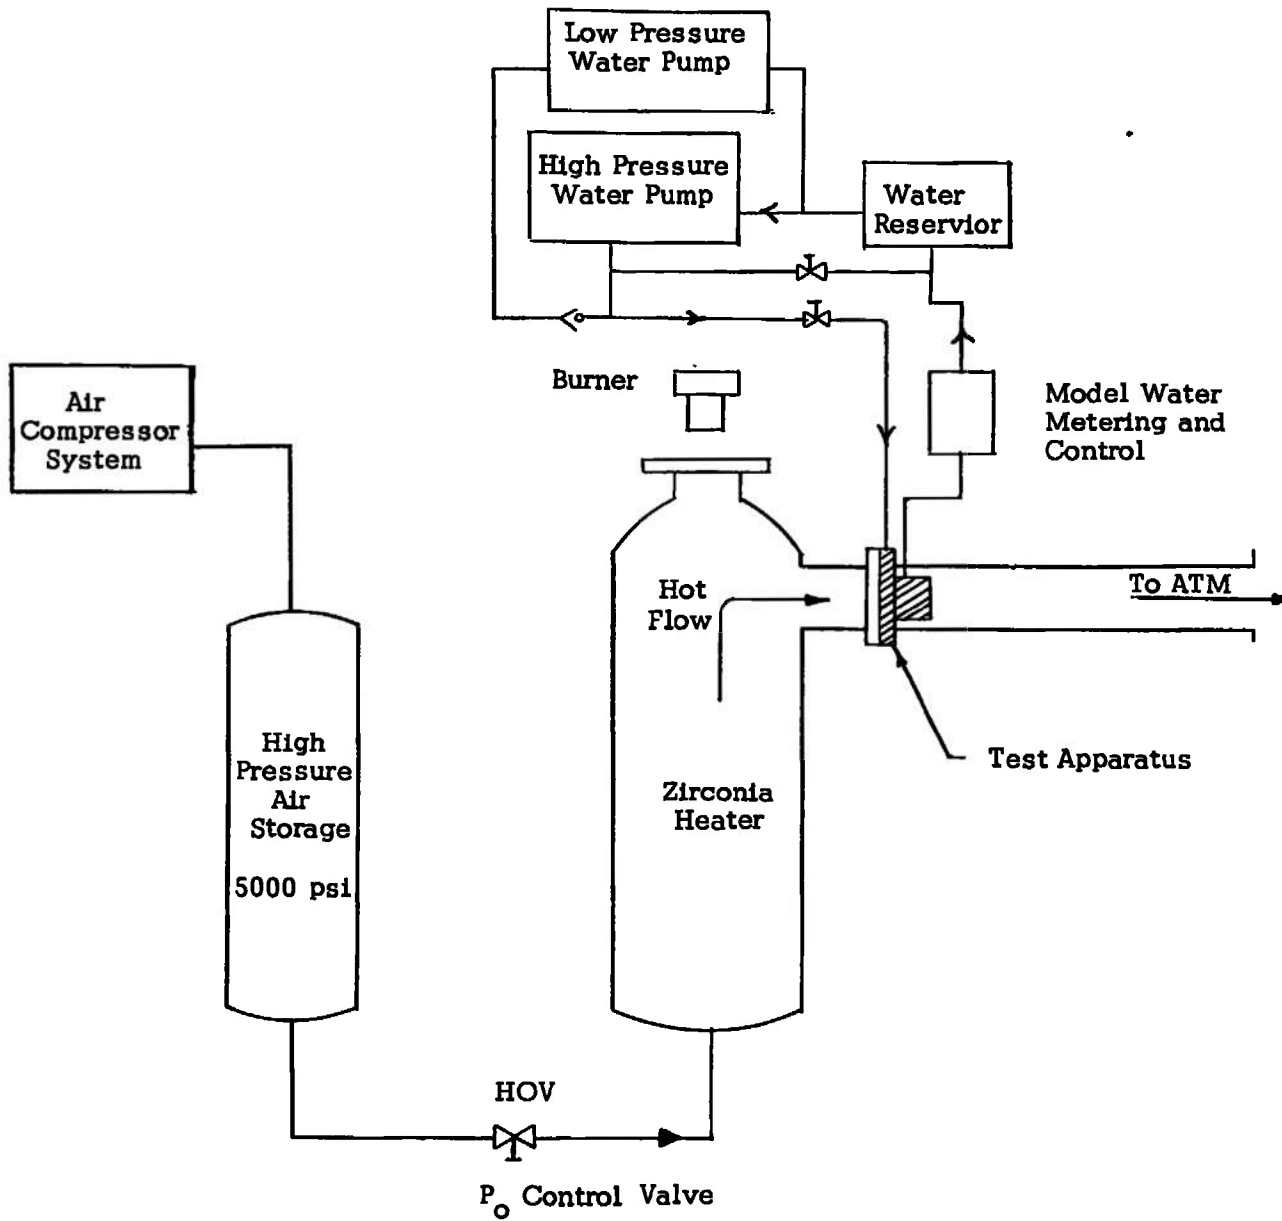 Low Pressure
Water Pump
High Pressure
Water Pump
Water
Reservior
Burner
Model Water
Metering and
Control
Air
Compressor
System
Hot
Flow
To ATM
Test Apparatus
High
Pressure
Air
Storage
5000 psi
Zirconia
Heater
HOV
Po Control Valve